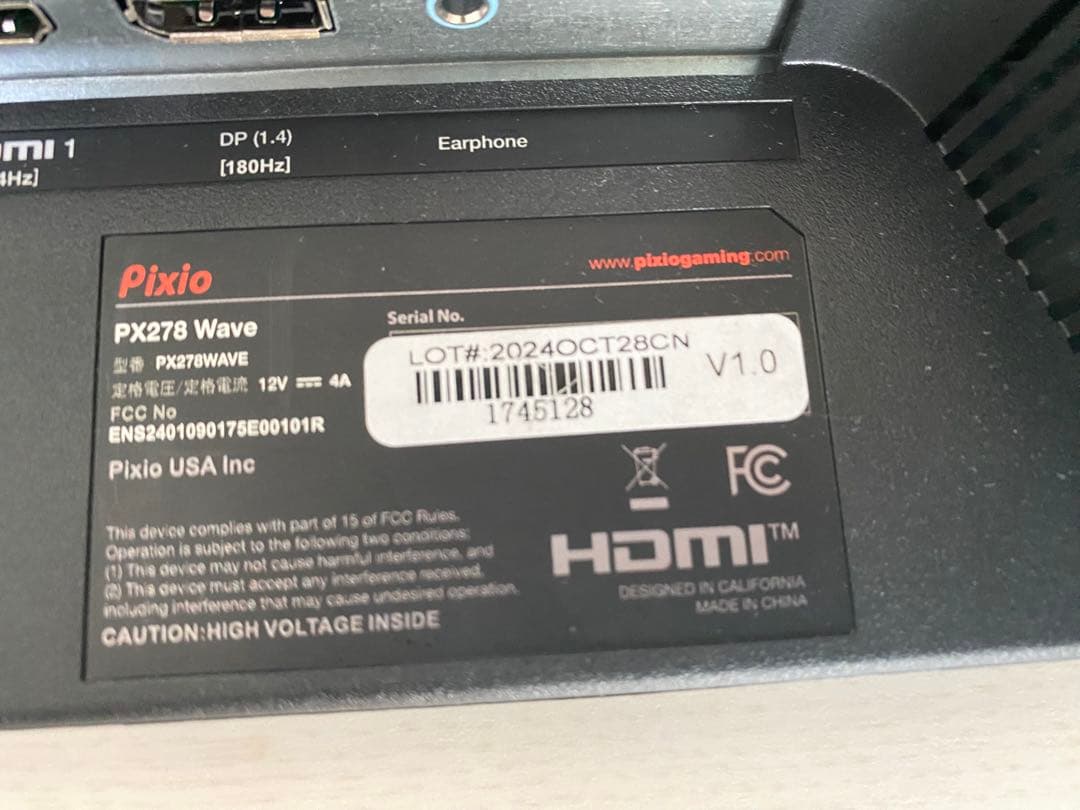 DP (1.4)
Earphone
HDMI 1
[180Hz]
4Hz]
Pixio
www.pixiogaming.com
PX278 Wave
Serial No.
型番 PX278WAVE
LOT#:2024OCT28CN
V1.0
定格電圧/定格電流 12V 4A
1745128
FCC No
ENS2401090175E00101R
Pixio USA Inc
FC
This device complies with part of 15 of FCC Rules.
Operation is subject to the following two conditions:
(1) This device may not cause harmful interference, and
(2) This device must accept any interference received,
including interference that may cause undesired operation.
CAUTION:HIGH VOLTAGE INSIDE
HDMI™
DESIGNED IN CALIFORNIA
MADE IN CHINA